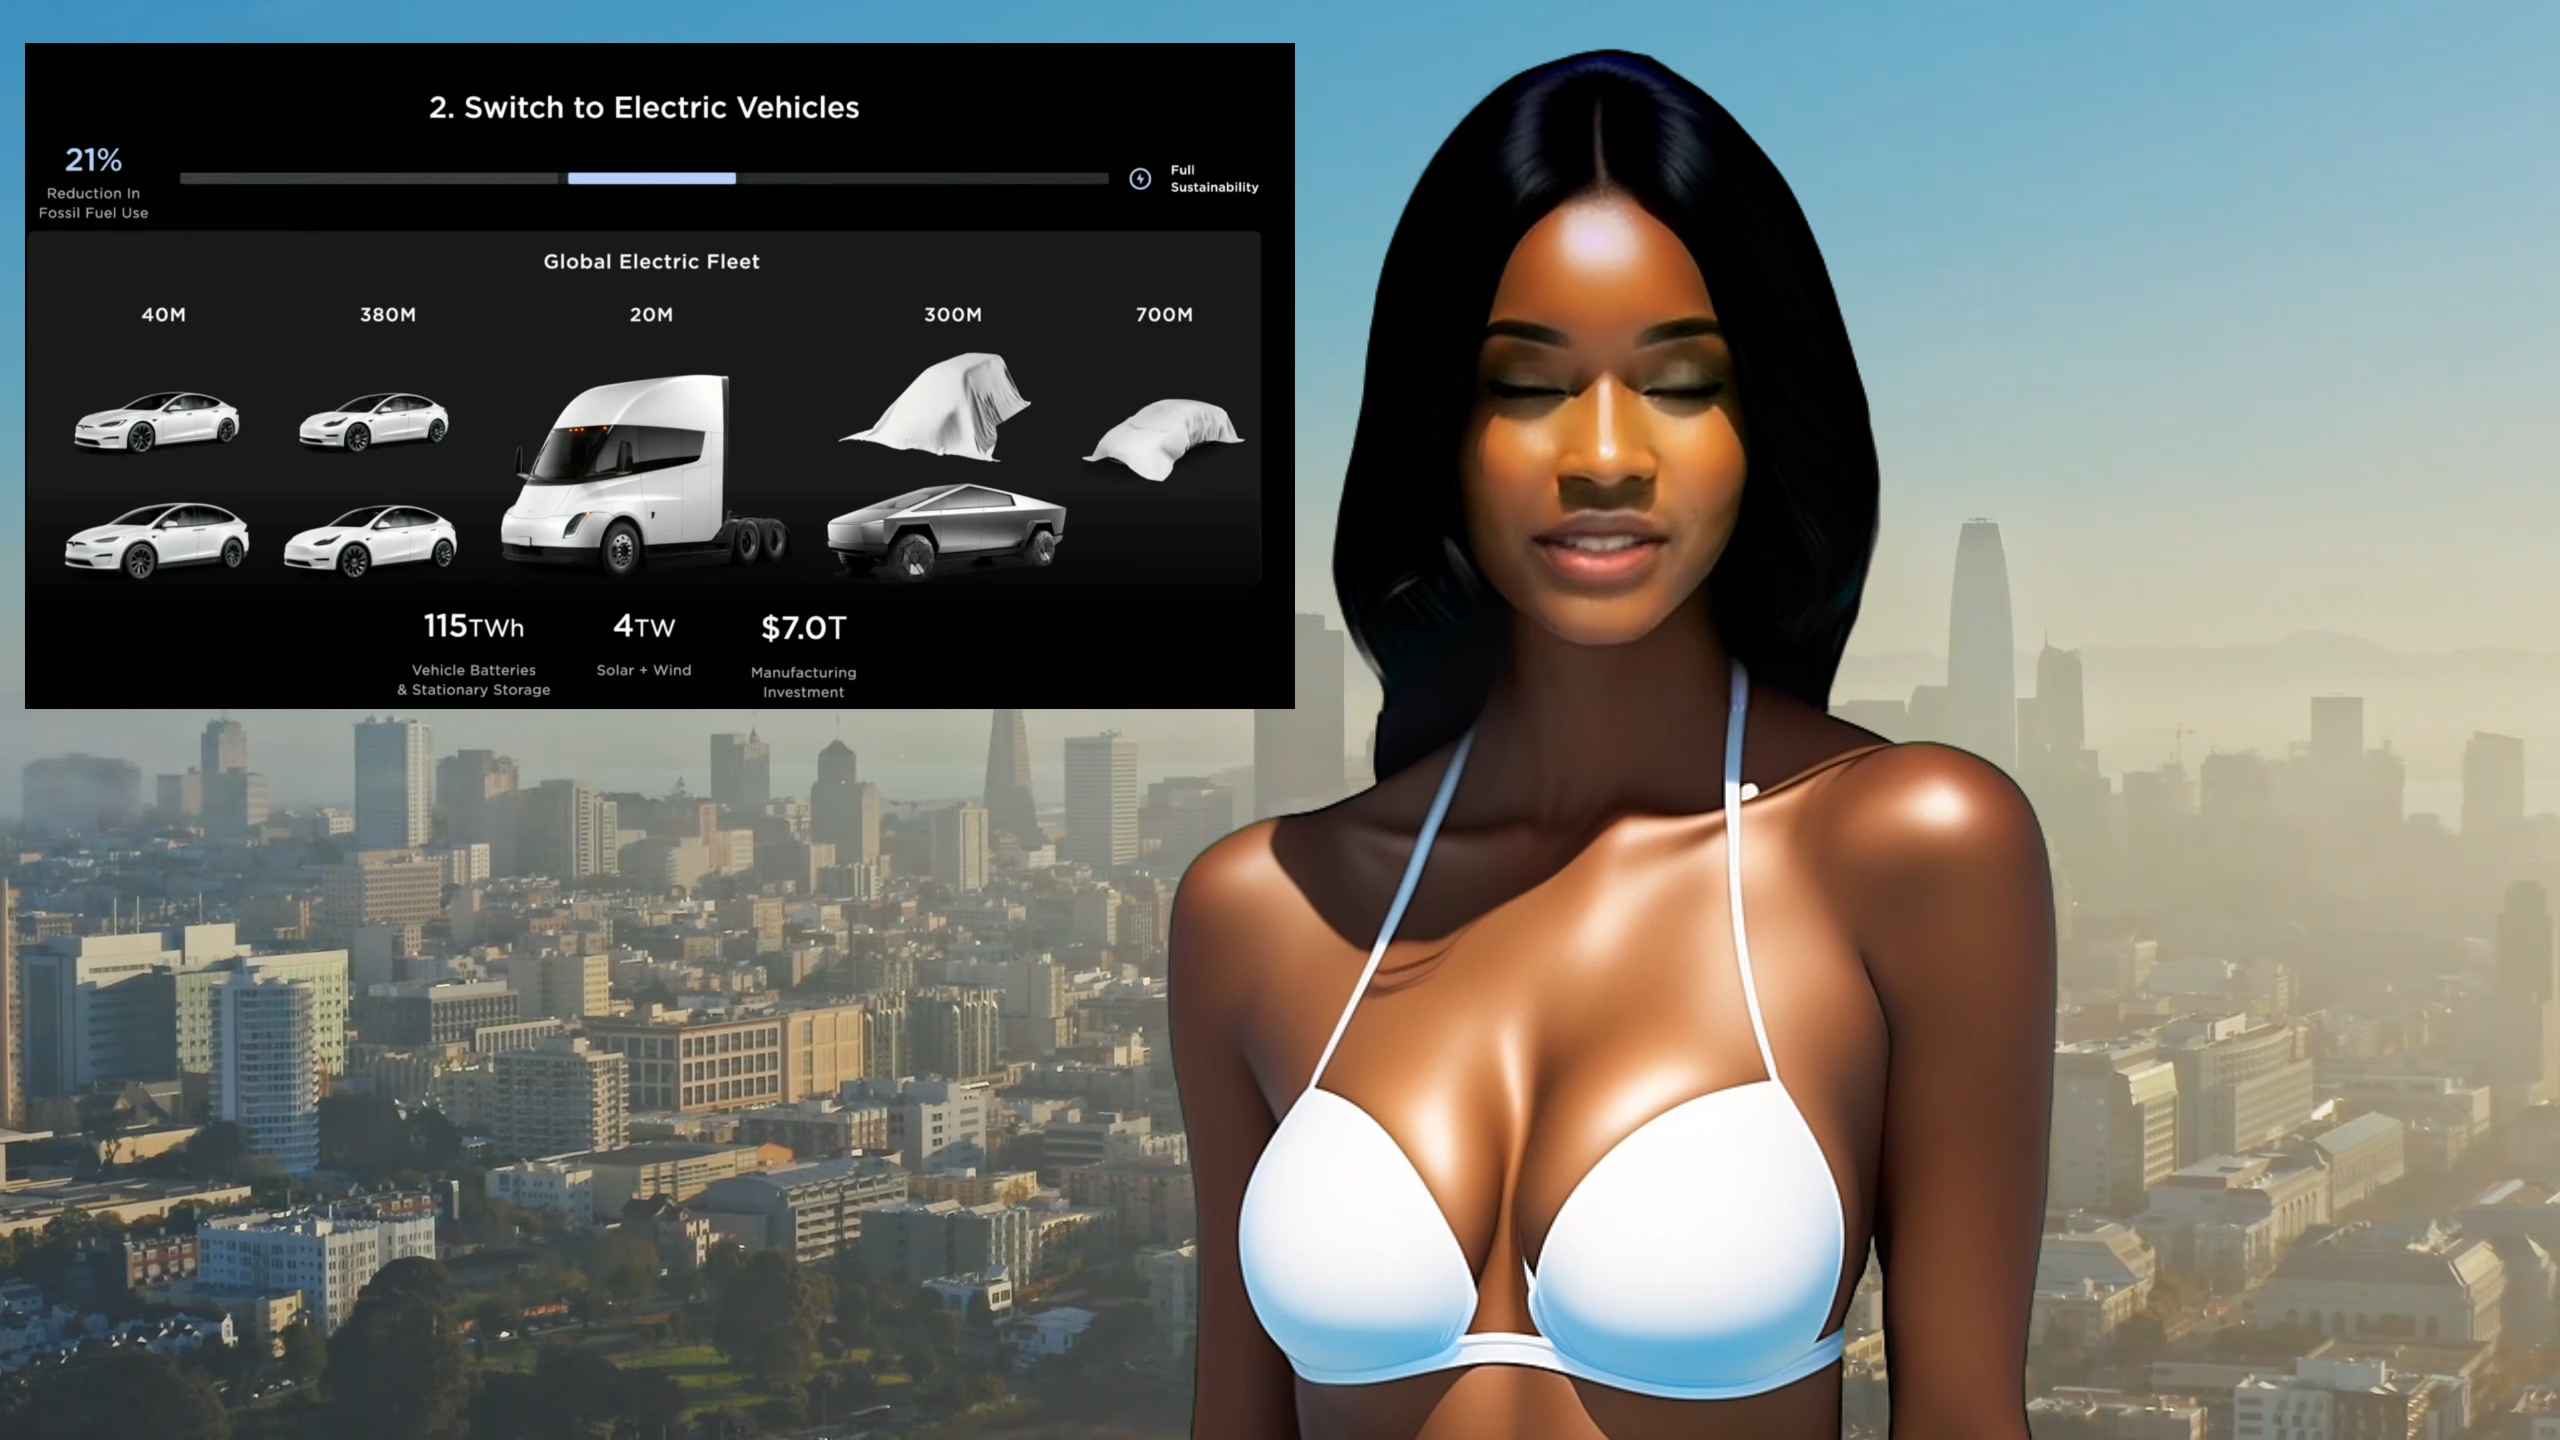 2. Switch to Electric Vehicles
21%
Reduction In
Fossil Fuel Use
Full
Sustainability
Global Electric Fleet
40M
380M
20M
300M
700M
115TWh
Vehicle Batteries
& Stationary Storage
4TW
Solar + Wind
$7.0T
Manufacturing
Investment